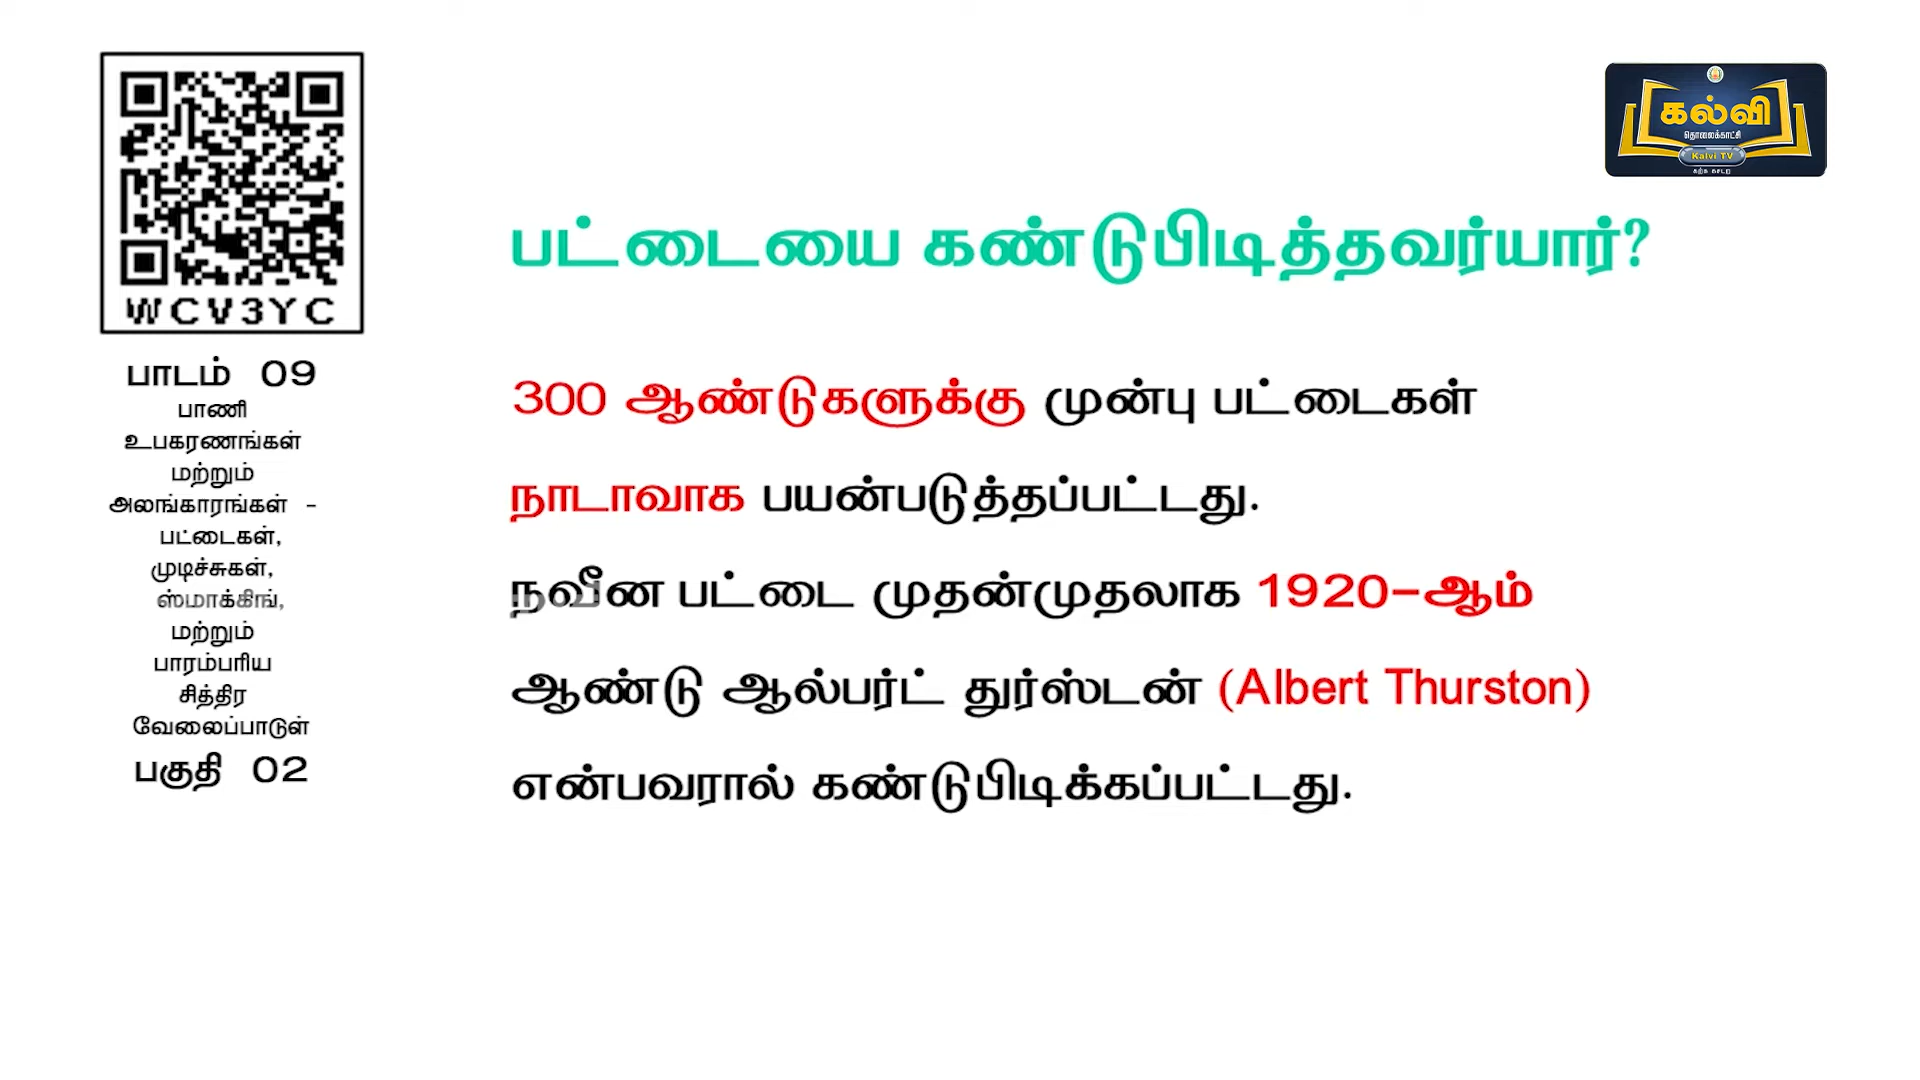 WCV3YC
பாடம் 09
பாணி
உபகரணங்கள்
மற்றும்
அலங்காரங்கள் -
பட்டைகள்,
முடிச்சுகள்,
ஸ்மாக்கிங்,
மற்றும்
பாரம்பரிய
சித்திர
வேலைப்பாடுள்
பகுதி 02
கல்வி
தொலைக்காட்சி
Kalvi TV
கற்க கசடற
பட்டையை கண்டுபிடித்தவர்யார்?
300 ஆண்டுகளுக்கு முன்பு பட்டைகள்
நாடாவாக பயன்படுத்தப்பட்டது.
நவீன பட்டை முதன்முதலாக 1920-ஆம்
ஆண்டு ஆல்பர்ட் துர்ஸ்டன் (Albert Thurston)
என்பவரால் கண்டுபிடிக்கப்பட்டது.